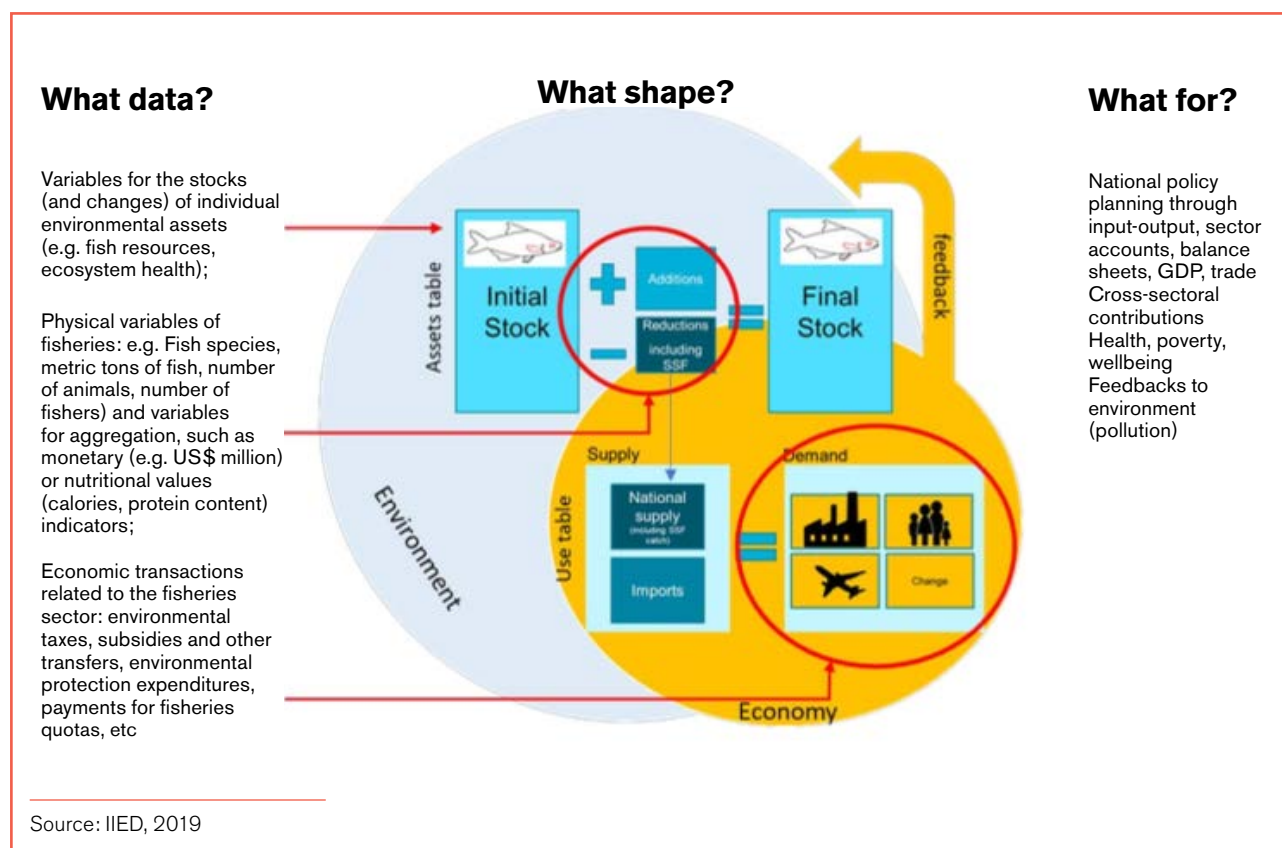 What data?
Variables for the stocks
(and changes) of individual
environmental assets
(e.g. fish resources,
ecosystem health);
Physical variables of
fisheries: e.g. Fish species,
metric tons of fish, number
of animals, number of
fishers) and variables
for aggregation, such as
monetary (e.g. US$ million)
or nutritional values
(calories, protein content)
indicators;
Economic transactions
related to the fisheries
sector: environmental
taxes, subsidies and other
transfers, environmental
protection expenditures,
payments for fisheries
quotas, etc
What shape?
Assets table
Initial
Stock
Additions
Reductions
including
SSF
Final
Stock
feedback
Environment
Use table
Supply
National
supply
(including SSF
catch)
Imports
Demand
Change
Economy
What for?
National policy
planning through
input-output, sector
accounts, balance
sheets, GDP, trade
Cross-sectoral
contributions
Health, poverty,
wellbeing
Feedbacks to
environment
(pollution)
Source: IIED, 2019